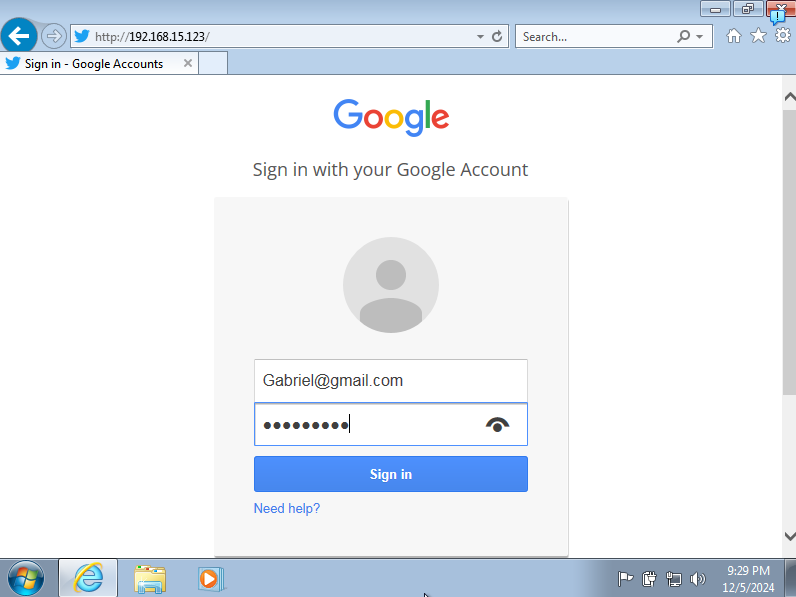 http://192.168.15.123/
Search...
Sign in - Google Accounts
Google
Sign in with your Google Account
Gabriel@gmail.com
Sign in
Need help?
9:29 PM
12/5/2024